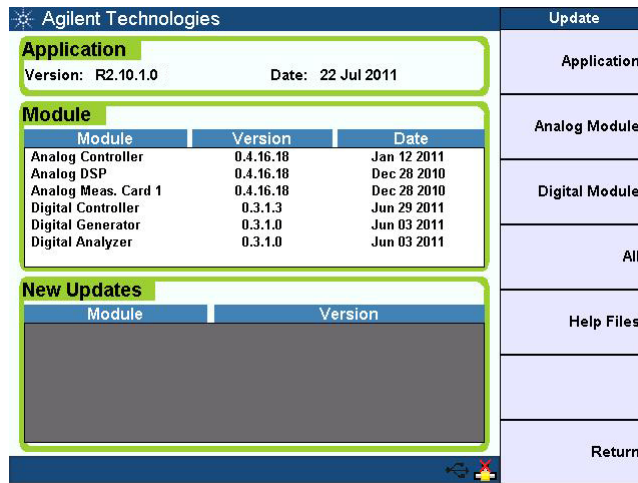 Agilent Technologies
Update
Application
Version: R2.10.1.0 Date: 22 Jul 2011
Module
Module Version Date
Analog Controller 0.4.16.18 Jan 12 2011
Analog DSP 0.4.16.18 Dec 28 2010
Analog Meas. Card 1 0.4.16.18 Dec 28 2010
Digital Controller 0.3.1.3 Jun 29 2011
Digital Generator 0.3.1.0 Jun 03 2011
Digital Analyzer 0.3.1.0 Jun 03 2011
New Updates
Module Version
Application
Analog Module
Digital Module
All
Help Files
Return